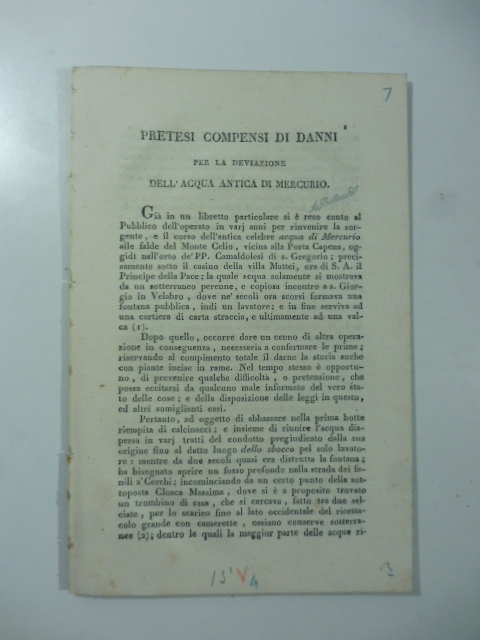 7
PRETESI COMPENSI DI DANNI
PER LA DEVIAZIONE
DELL'ACQUA ANTICA DI MERCURIO.
Già in un libretto particolare si è reso conto al
Pubblico dell'operato in varj anni per rinvenire la sor-
gente, e il corso dell'antica celebre acqua di Mercurio
alle falde del Monte Celio, vicina alla Porta Capena, og-
gidì nell'orto de' PP. Camaldolesi di s. Gregorio; preci-
samente sotto il casino della villa Mattei, ora di S. A. il
Principe della Pace; la quale acqua solamente si mostrava
da un sotterraneo perenne, e copiosa incontro a s. Gior-
gio in Velabro, dove ne' secoli ora scorsi formava una
fontana pubblica, indi un lavatore; e in fine serviva ad
una cartiera di carta straccia, e ultimamente ad una val-
ca (1).
Dopo quello, occorre dare un cenno di altra opera-
zione in conseguenza, necessaria a confermare le prime;
riservando al compimento totale il darne la storia anche
con piante incise in rame. Nel tempo stesso è opportu-
no, di prevenire qualche difficoltà, o pretensione, che
possa eccitarsi da qualcuno male informato del vero sta-
to delle cose; e della disposizione delle leggi in questo,
ed altri somiglianti casi.
Pertanto, ad oggetto di abbassare nella prima botte
riempita di calcinacci; e insieme di riunire l'acqua dis-
persa in varj tratti del condotto pregiudicato dalla sua
origine fino al detto luogo dello sbocco pel solo lavato-
re: mentre da due secoli quasi era distrutta la fontana;
ha bisognato aprire un fosso profondo nella strada dei fe-
nili a' Cerchi; incominciando da un certo punto della sot-
toposta Cloaca Massima, dove si è a proposito trovato
un trombino di essa, che si cercava, fatto tra due sel-
ciate, per lo scarico fino al lato occidentale del ricetta-
colo grande con camerette, ossiano conserve sotterra-
nee (2); dentro le quali la maggior parte delle acque ri-
13' V 4